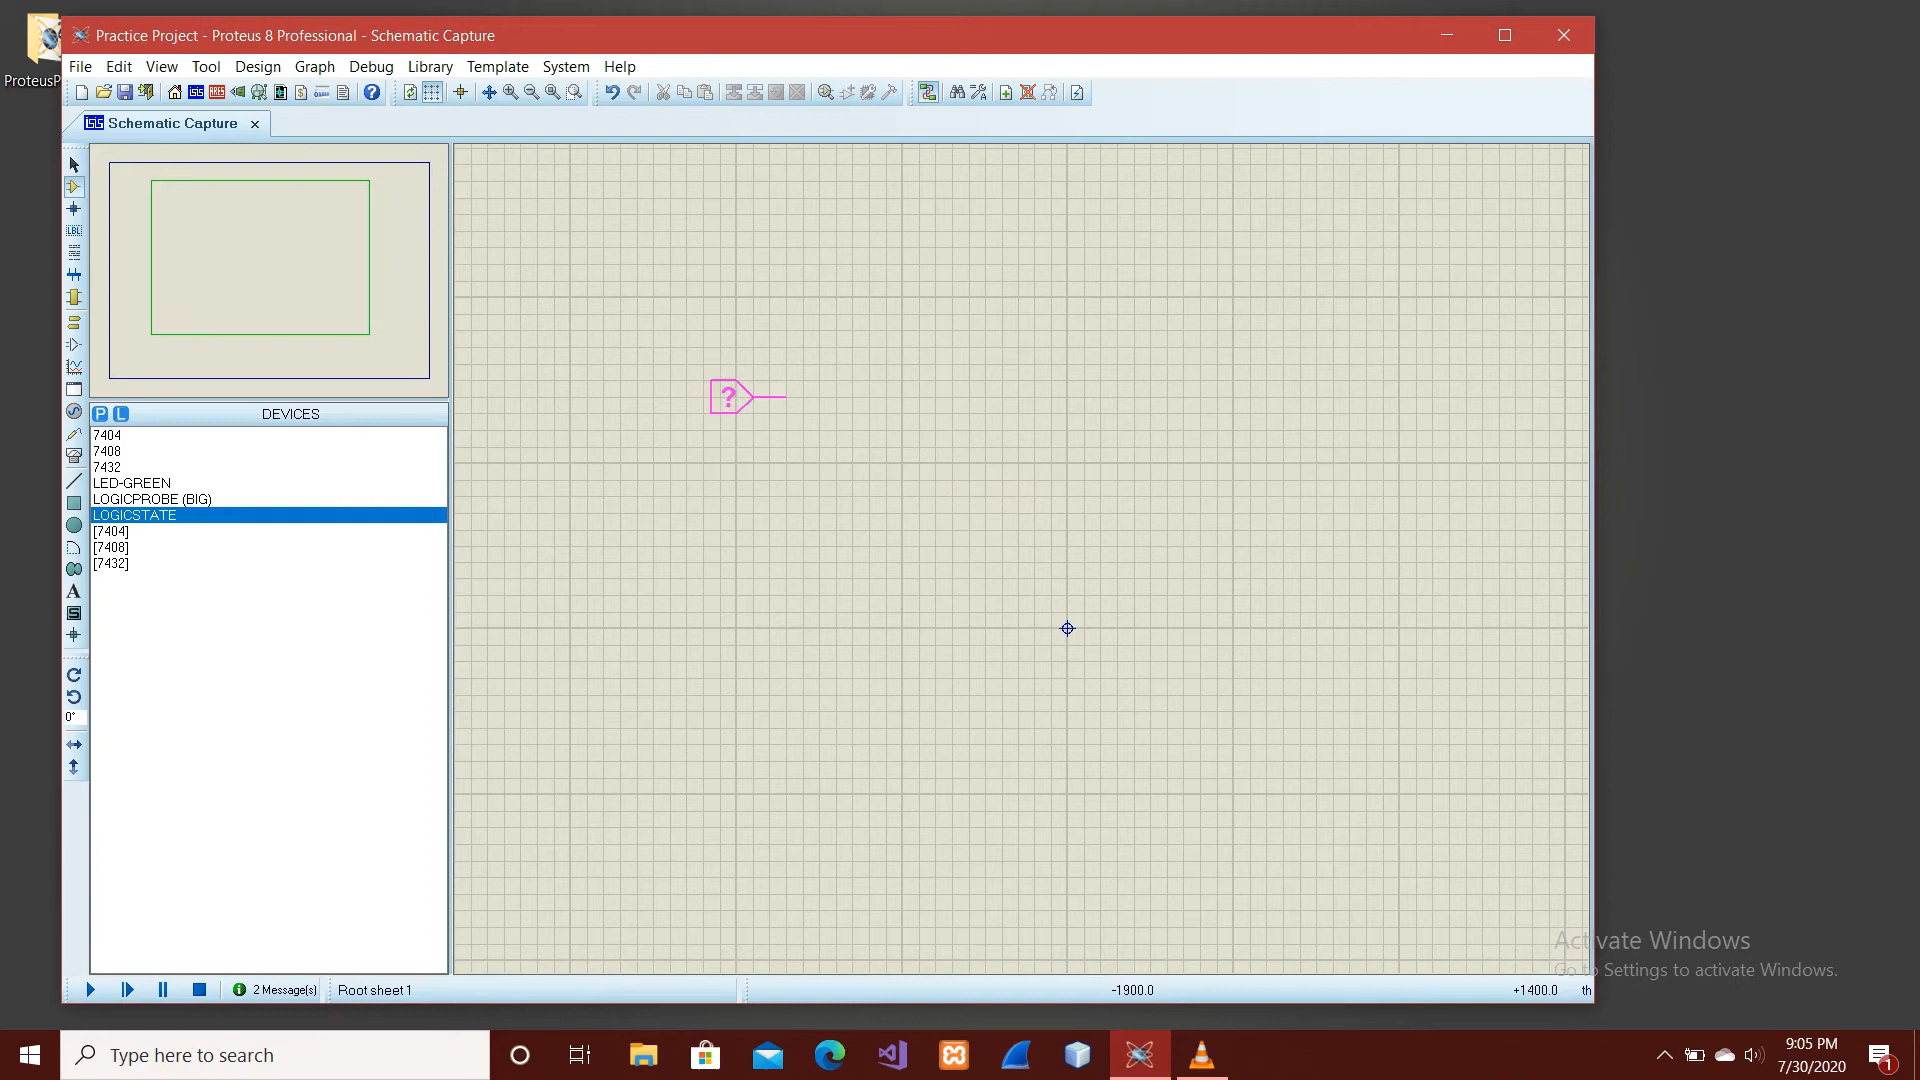 Practice Project - Proteus 8 Professional - Schematic Capture
File Edit View Tool Design Graph Debug Library Template System Help
Schematic Capture
P L DEVICES
7404
7408
7432
LED-GREEN
LOGICPROBE (BIG)
LOGICSTATE
[7404]
[7408]
[7432]
LBL
A
S
0°
?
2 Message(s) Root sheet 1 -1900.0 +1400.0 th
Activate Windows
Go to Settings to activate Windows.
Type here to search
9:05 PM
7/30/2020
1